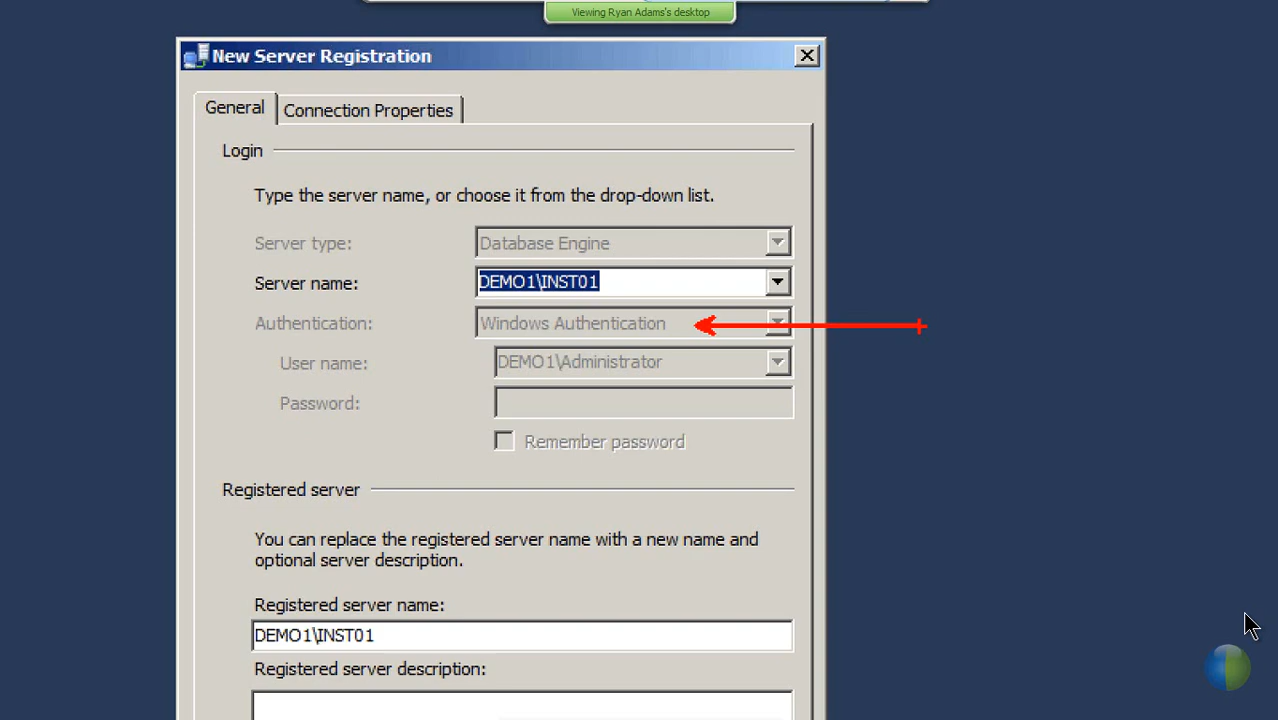 Viewing Ryan Adams's desktop
New Server Registration
General
Connection Properties
Login
Type the server name, or choose it from the drop-down list.
Server type:
Database Engine
Server name:
DEMO1\INST01
Authentication:
Windows Authentication
User name:
DEMO1\Administrator
Password:
Remember password
Registered server
You can replace the registered server name with a new name and
optional server description.
Registered server name:
DEMO1\INST01
Registered server description: